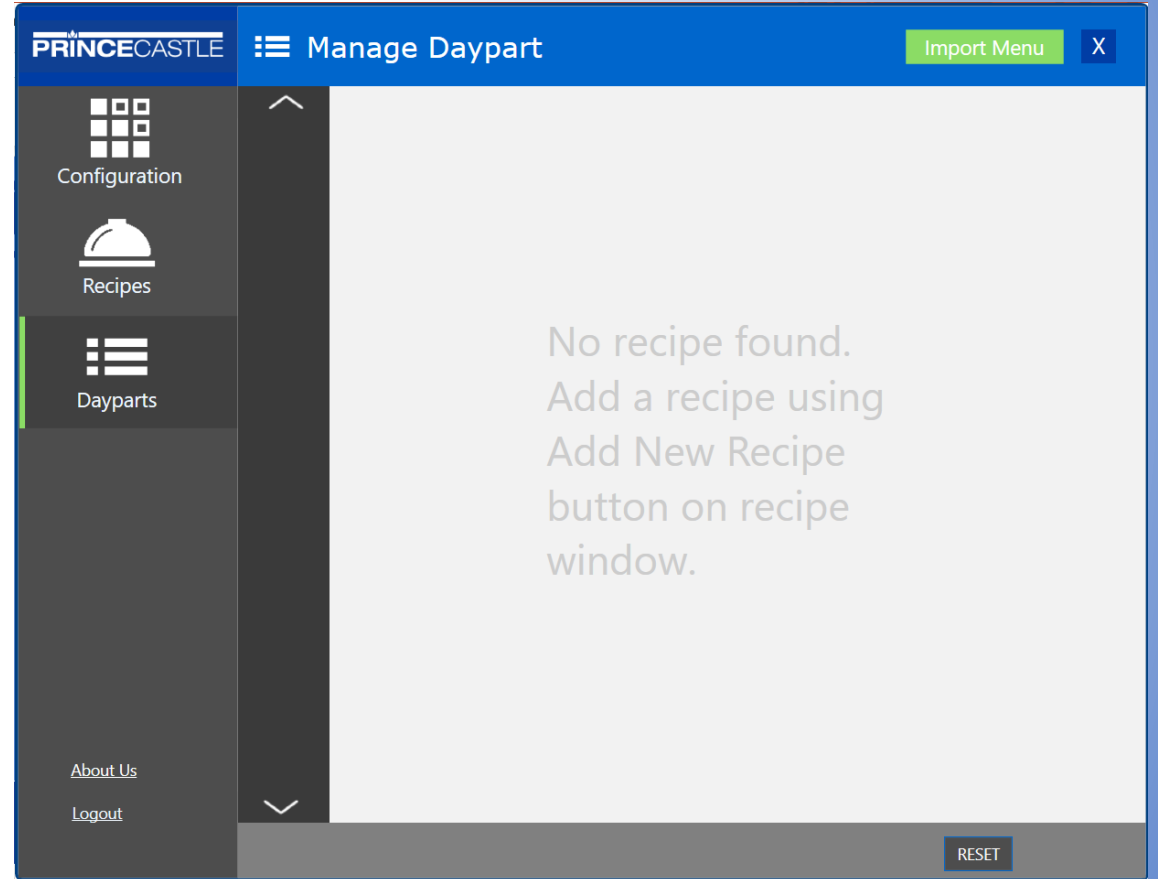 PRINCECASTLE
Manage Daypart
Import Menu
X
Configuration
Recipes
Dayparts
No recipe found.
Add a recipe using
Add New Recipe
button on recipe
window.
About Us
Logout
RESET